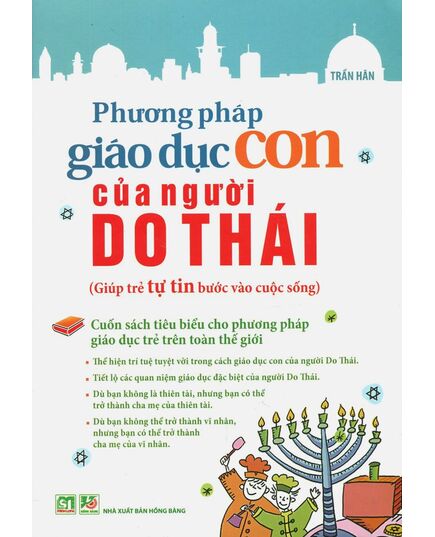 TRẦN HÂN
Phương pháp
giáo dục con
của người
DO THÁI
(Giúp trẻ tự tin bước vào cuộc sống)
Cuốn sách tiêu biểu cho phương pháp
giáo dục trẻ trên toàn thế giới
Thể hiện trí tuệ tuyệt vời trong cách giáo dục con của người Do Thái.
Tiết lộ các quan niệm giáo dục đặc biệt của người Do Thái.
Dù bạn không là thiên tài, nhưng bạn có thể
trở thành cha mẹ của thiên tài.
Dù bạn không thể trở thành vĩ nhân,
nhưng bạn có thể trở thành
cha mẹ của vĩ nhân.
NHÀ XUẤT BẢN HỒNG BÀNG